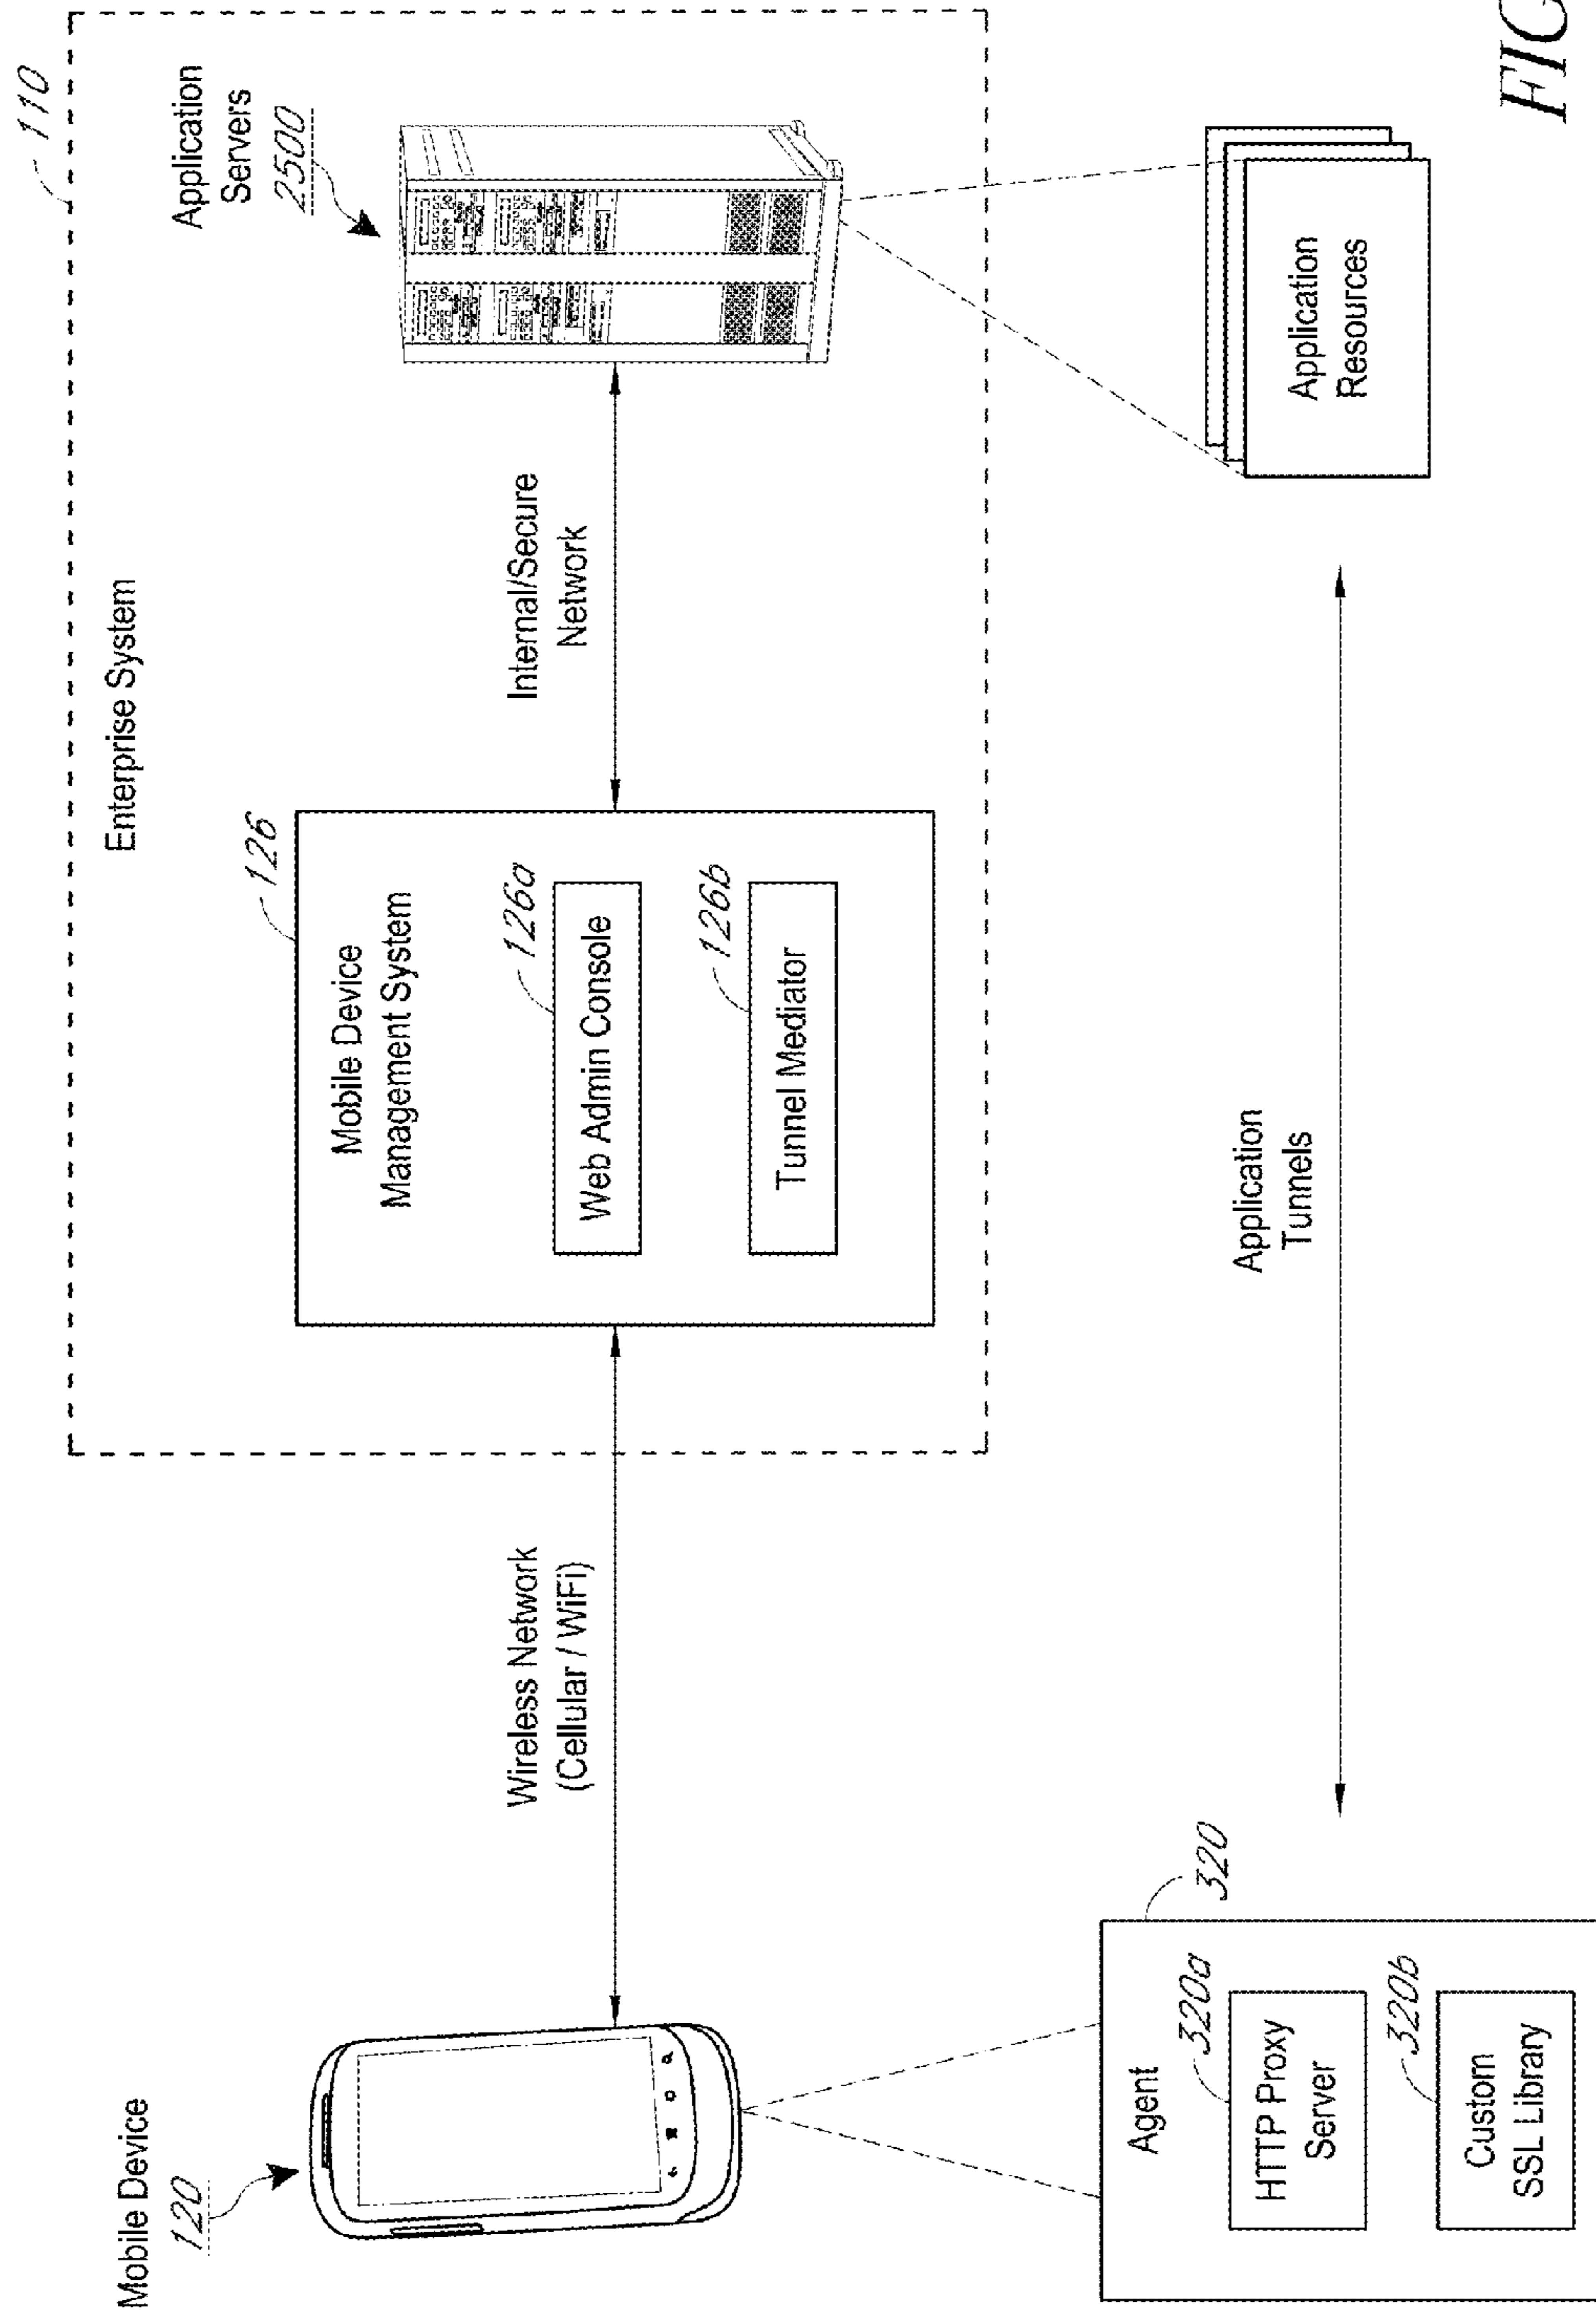 110
Enterprise System
Application
Servers
2500
Mobile Device
120
126
Mobile Device
Management System
126a
Web Admin Console
126b
Tunnel Mediator
Wireless Network
(Cellular / WiFi)
Internal/Secure
Network
320
Agent
320a
HTTP Proxy
Server
320b
Custom
SSL Library
Application
Tunnels
Application
Resources
FIG